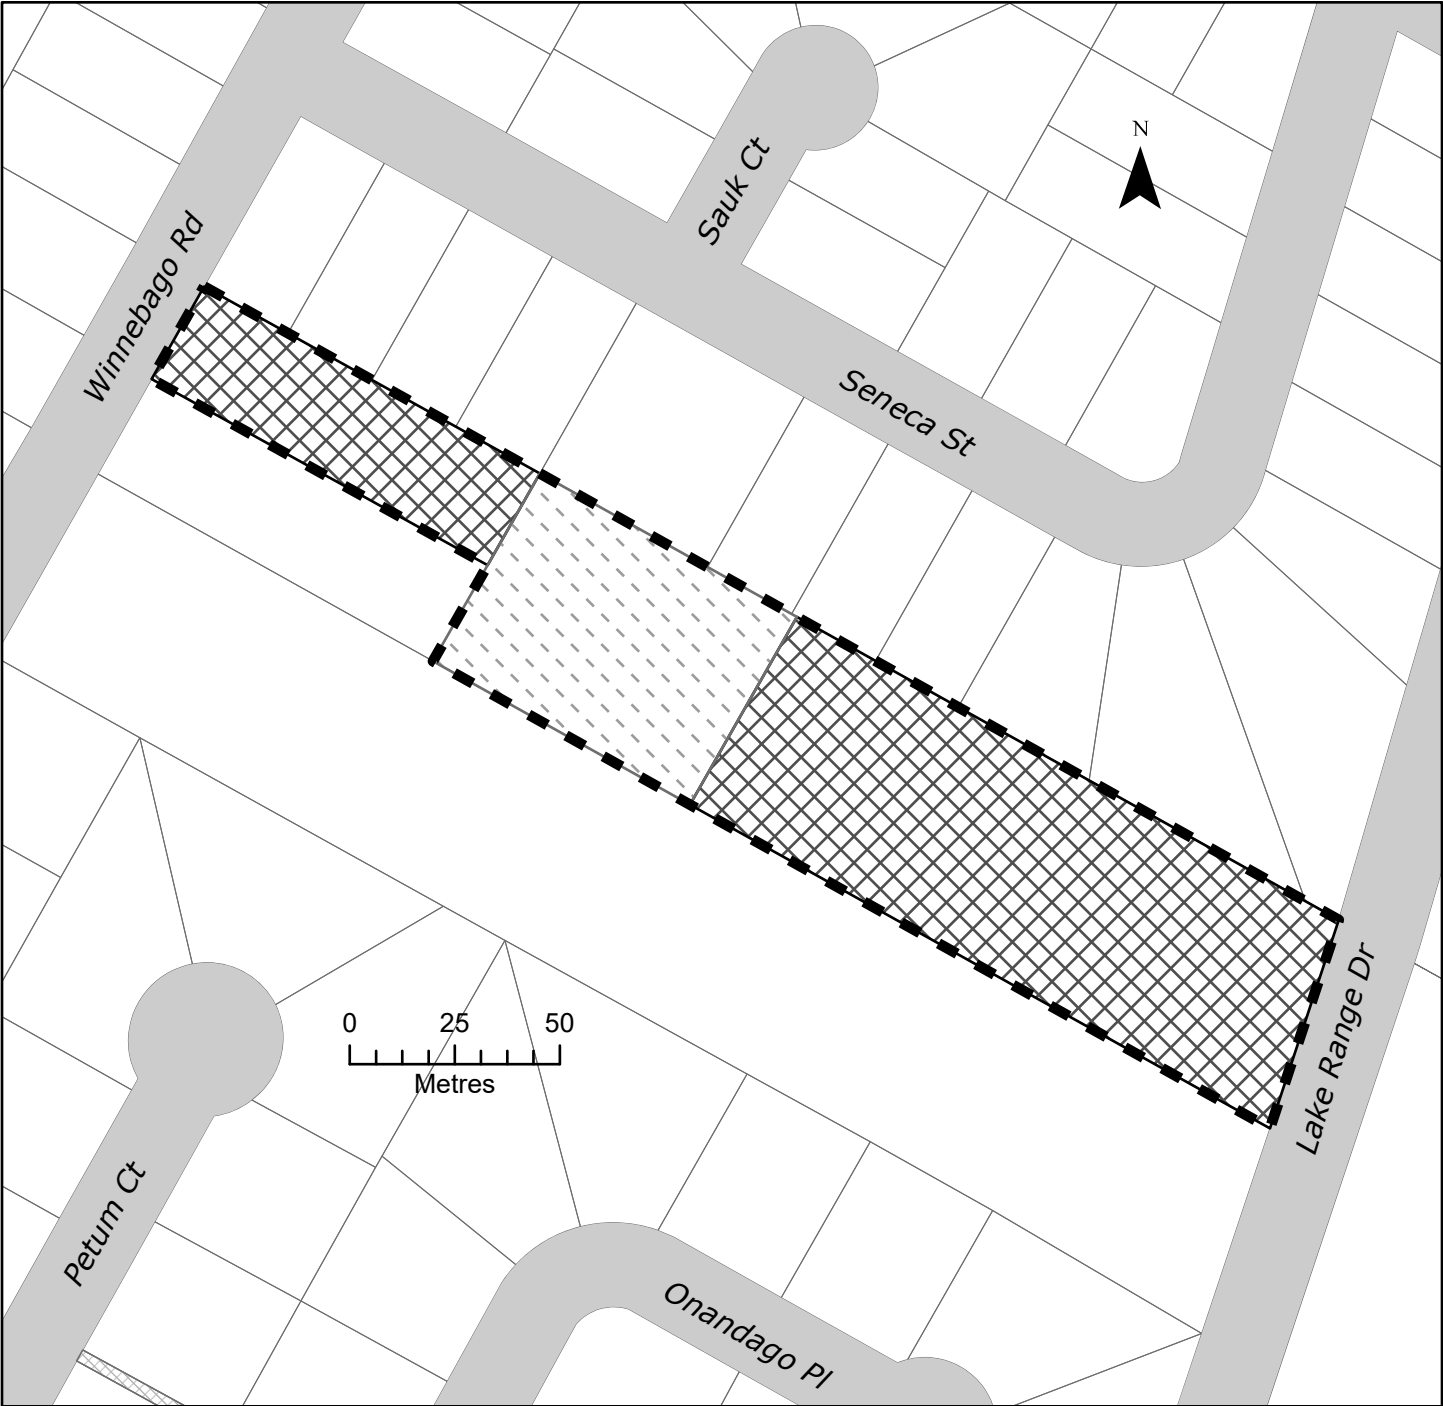 N
Sauk Ct
Winnebago Rd
Seneca St
Lake Range Dr
0 25 50
Metres
Petum Ct
Onandago Pl